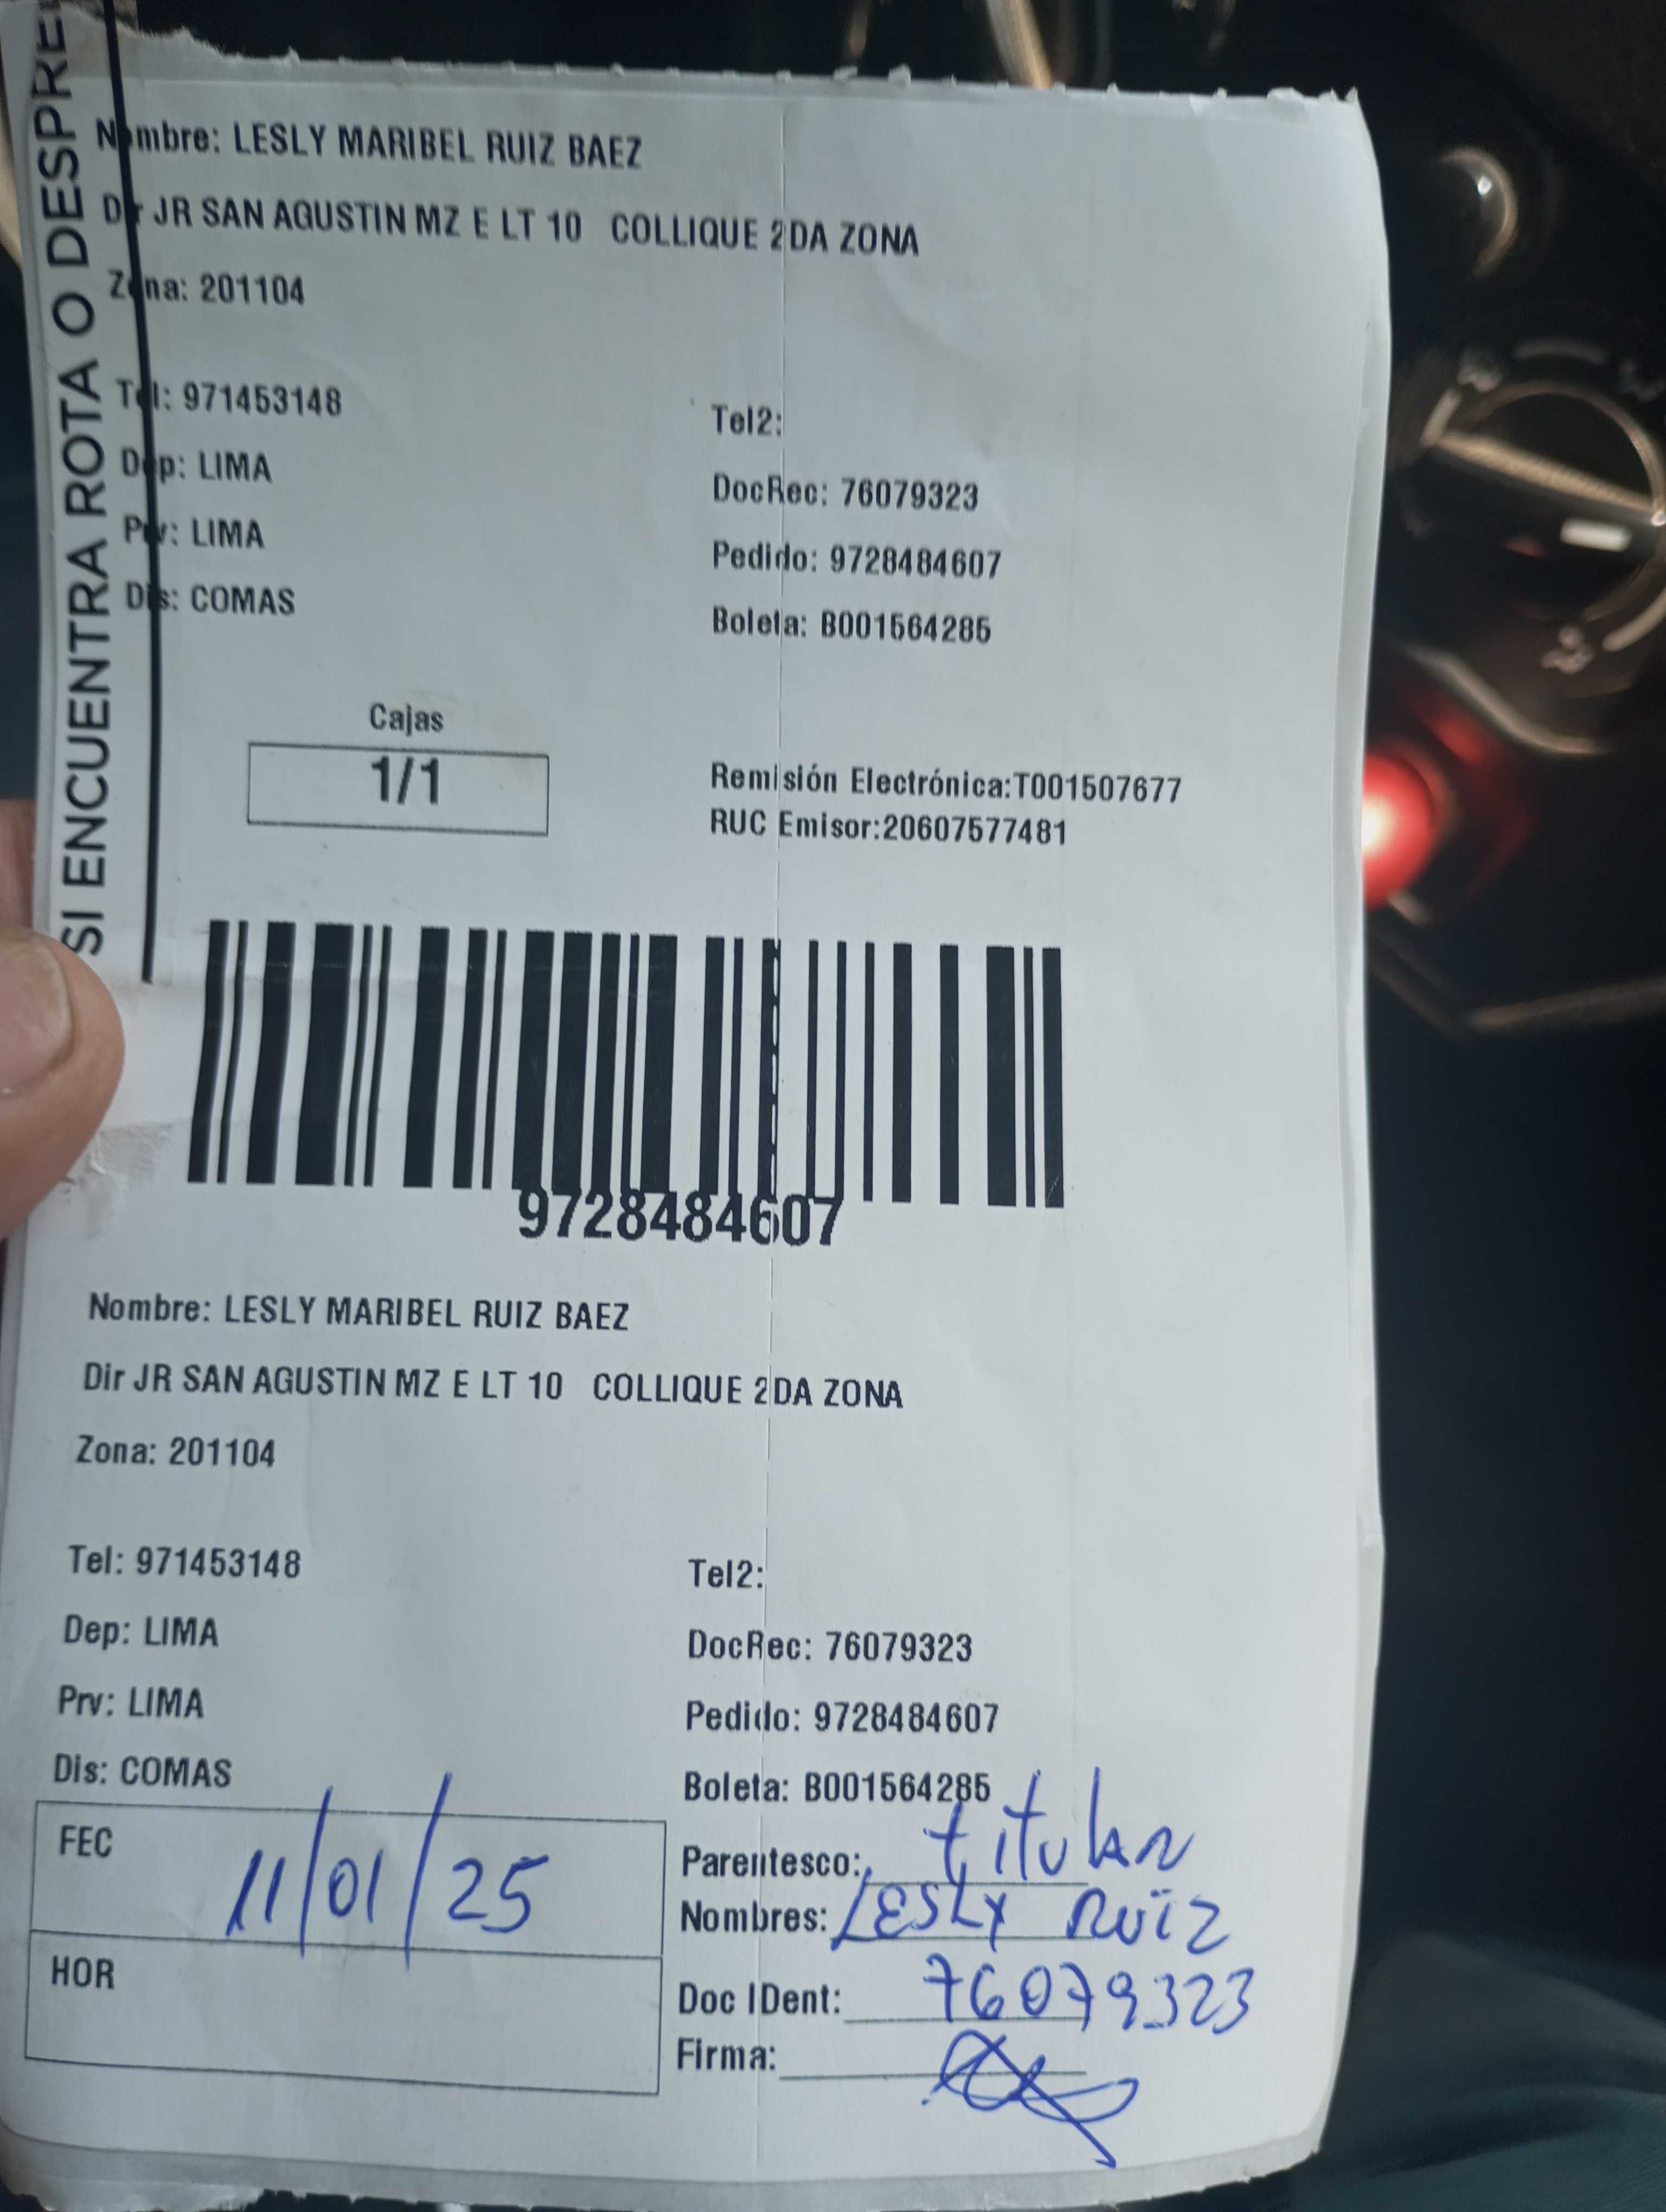 SI ENCUENTRA ROTA O DESPRE
Nombre: LESLY MARIBEL RUIZ BAEZ
Dir JR SAN AGUSTIN MZ E LT 10 COLLIQUE 2DA ZONA
Zona: 201104
Tel: 971453148
Tel2:
Dep: LIMA
DocRec: 76079323
Prv: LIMA
Pedido: 9728484607
Dis: COMAS
Boleta: B001564285
Cajas
1/1
Remisión Electrónica:T001507677
RUC Emisor:20607577481
9728484607
Nombre: LESLY MARIBEL RUIZ BAEZ
Dir JR SAN AGUSTIN MZ E LT 10 COLLIQUE 2DA ZONA
Zona: 201104
Tel: 971453148
Tel2:
Dep: LIMA
DocRec: 76079323
Prv: LIMA
Pedido: 9728484607
Dis: COMAS
Boleta: B001564285
FEC 11/01/25
HOR
Parentesco: titular
Nombres: Lesly Ruiz
Doc IDent: 76079323
Firma: